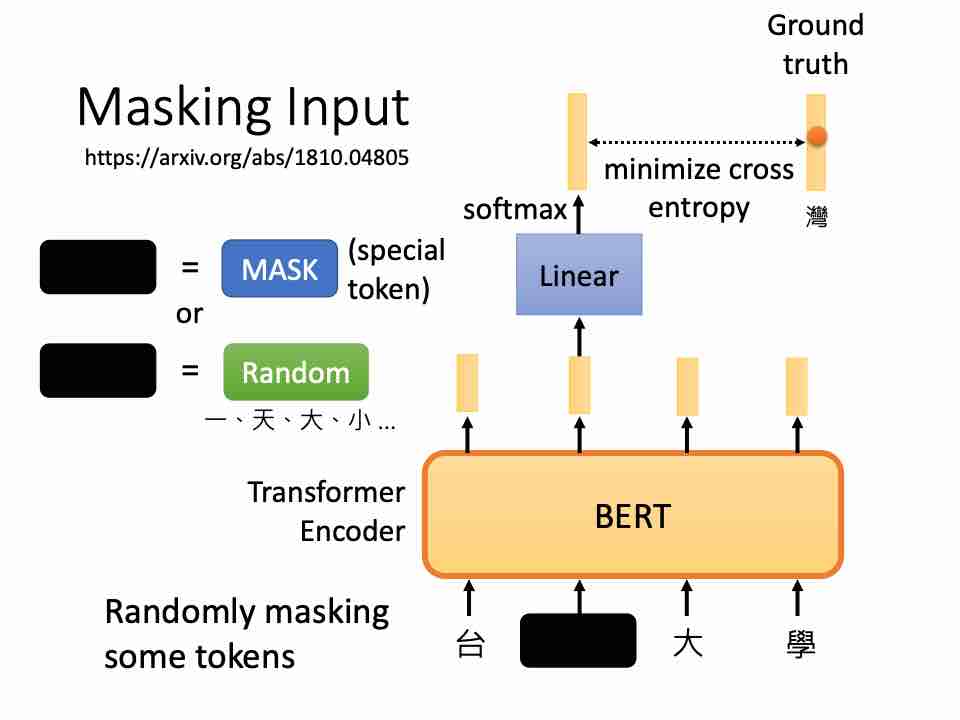 Masking Input
https://arxiv.org/abs/1810.04805
Ground
truth
minimize cross
entropy
灣
softmax
Linear
=
MASK
(special
token)
or
=
Random
一、天、大、小 ...
Transformer
Encoder
BERT
Randomly masking
some tokens
台 大 學